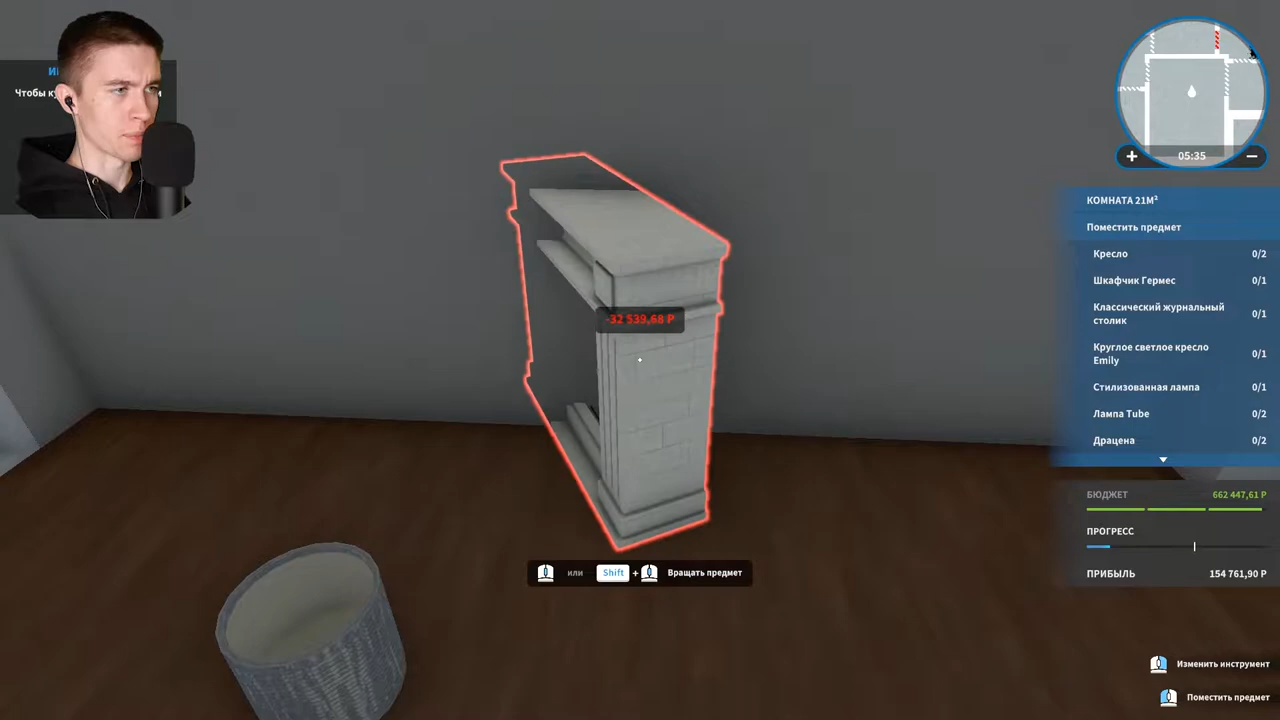 05:35
КОМНАТА 21М²
Поместить предмет
Кресло 0/2
Шкафчик Гермес 0/1
Классический журнальный
столик 0/1
Круглое светлое кресло
Emily 0/1
Стилизованная лампа 0/1
Лампа Tube 0/2
Драцена 0/2
-32 539,68 Р
БЮДЖЕТ 662 447,61 Р
ПРОГРЕСС
ПРИБЫЛЬ 154 761,90 Р
или Shift + Вращать предмет
Изменить инструмент
Поместить предмет
Чтобы